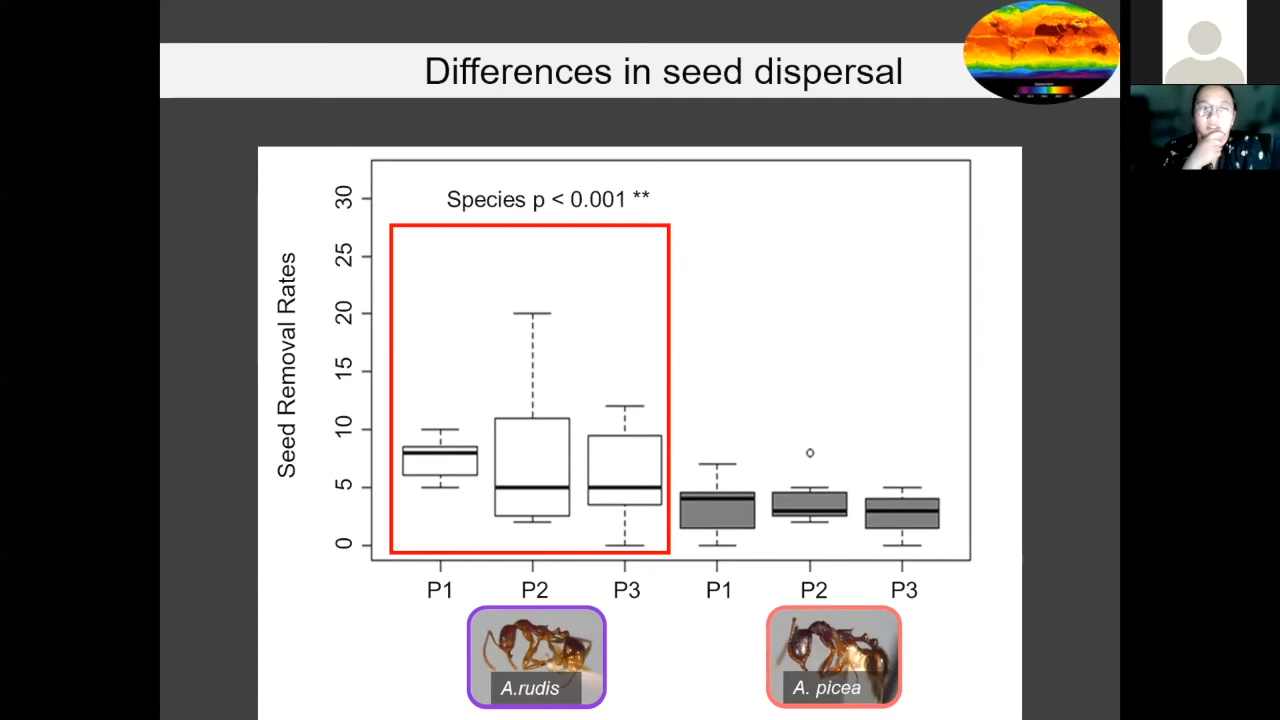 Differences in seed dispersal
Species p < 0.001 **
Seed Removal Rates
30
25
20
15
10
5
0
P1 P2 P3 P1 P2 P3
A.rudis
A. picea